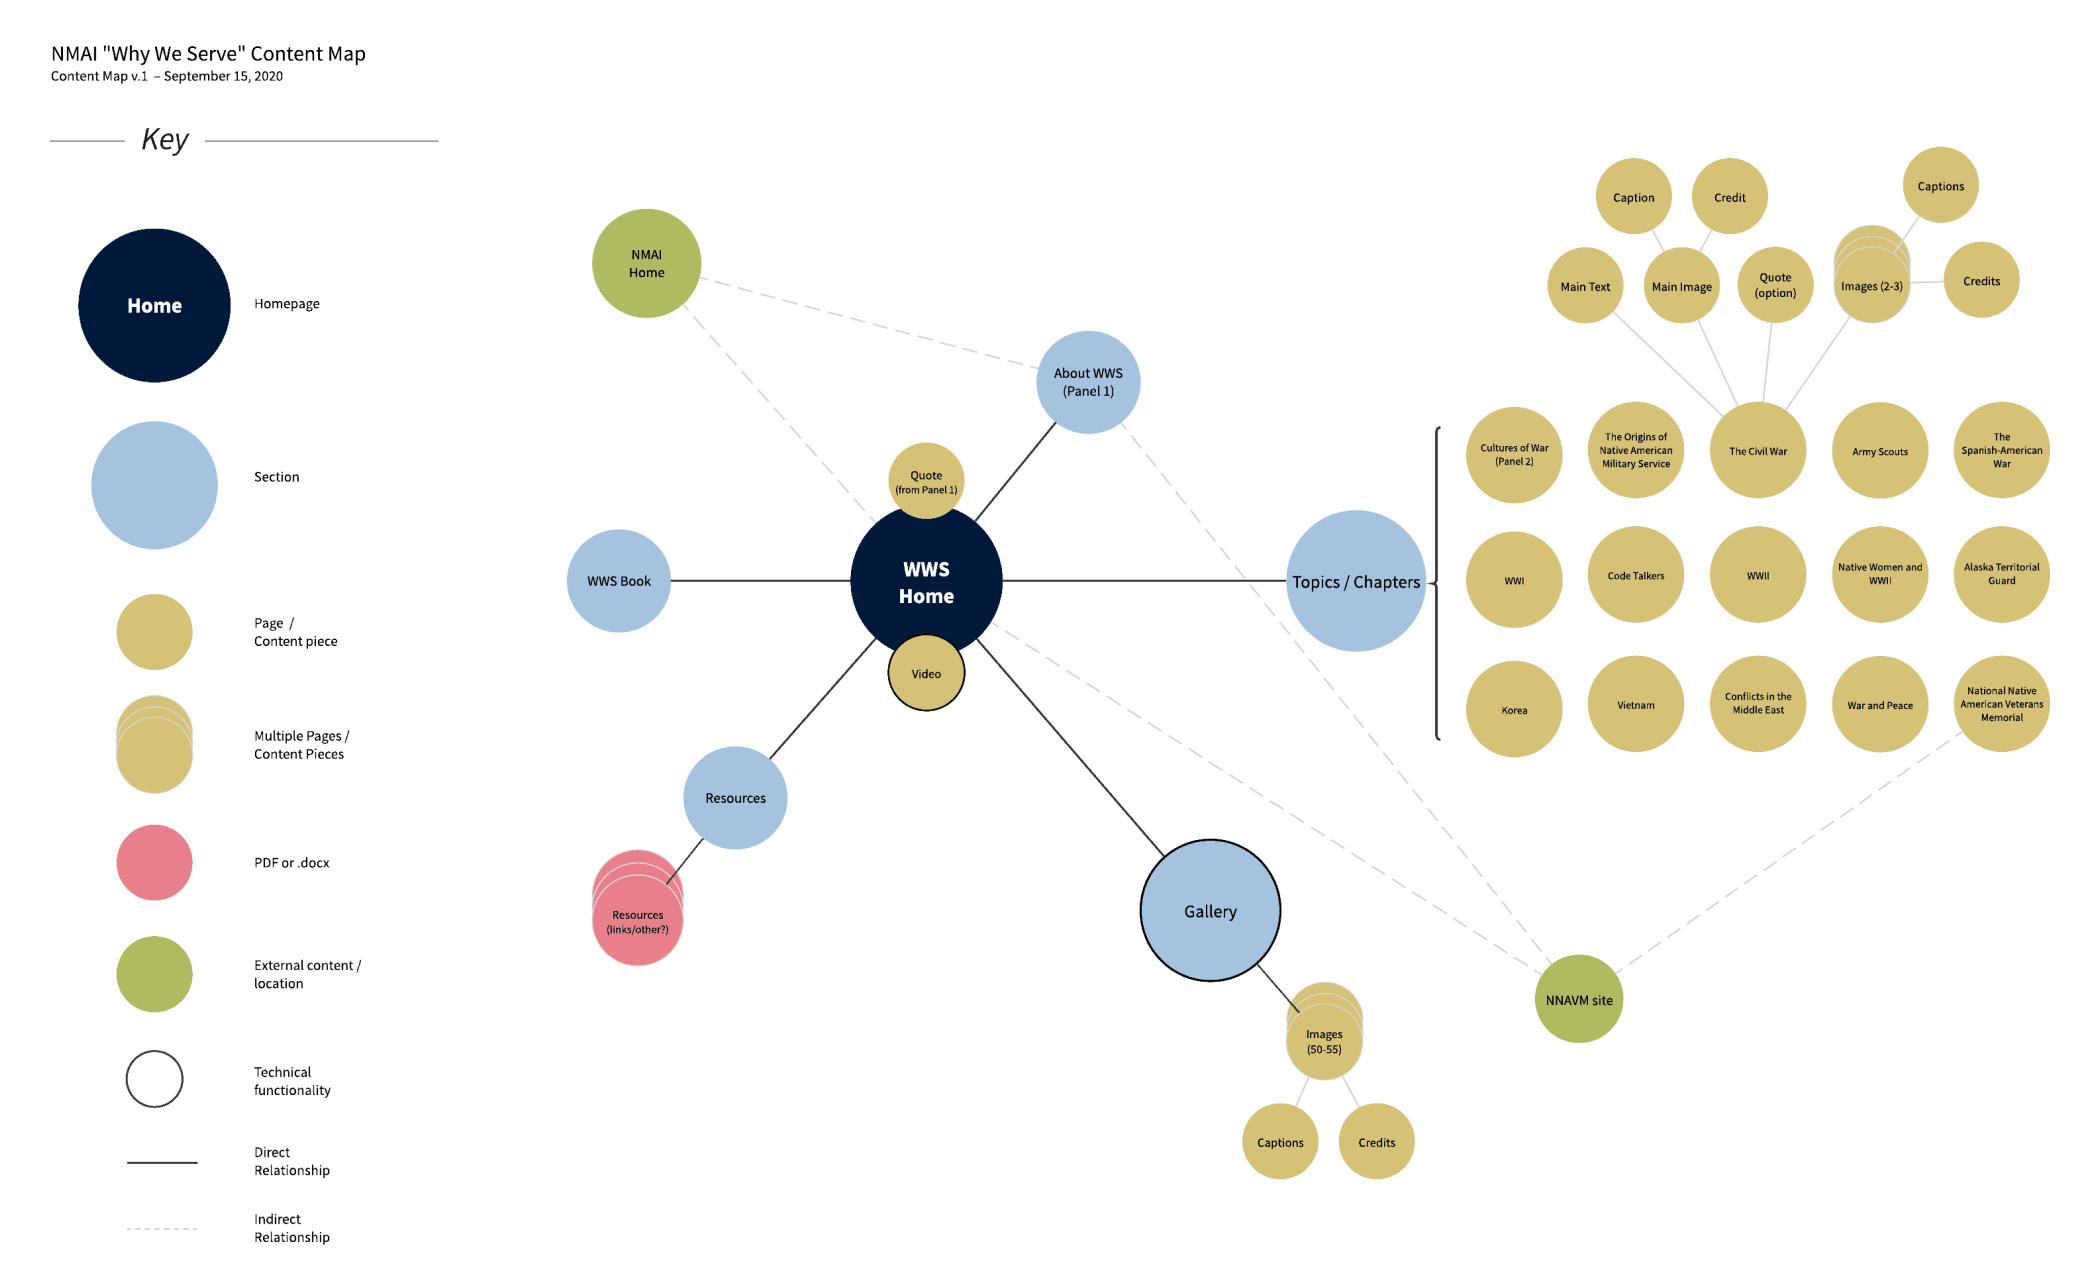 NMAI "Why We Serve" Content Map
Content Map v.1 – September 15, 2020
Key
Home
Homepage
Section
Page /
Content piece
Multiple Pages /
Content Pieces
PDF or .docx
External content /
location
Technical
functionality
Direct
Relationship
Indirect
Relationship
NMAI
Home
About WWS
(Panel 1)
Quote
(from Panel 1)
WWS
Home
Video
WWS Book
Resources
Resources
(links/other?)
Gallery
Images
(50-55)
Captions
Credits
NNAVM site
Topics / Chapters
Caption
Credit
Captions
Main Text
Main Image
Quote
(option)
Images (2-3)
Credits
Cultures of War
(Panel 2)
The Origins of
Native American
Military Service
The Civil War
Army Scouts
The
Spanish-American
War
WWI
Code Talkers
WWII
Native Women and
WWII
Alaska Territorial
Guard
Korea
Vietnam
Conflicts in the
Middle East
War and Peace
National Native
American Veterans
Memorial